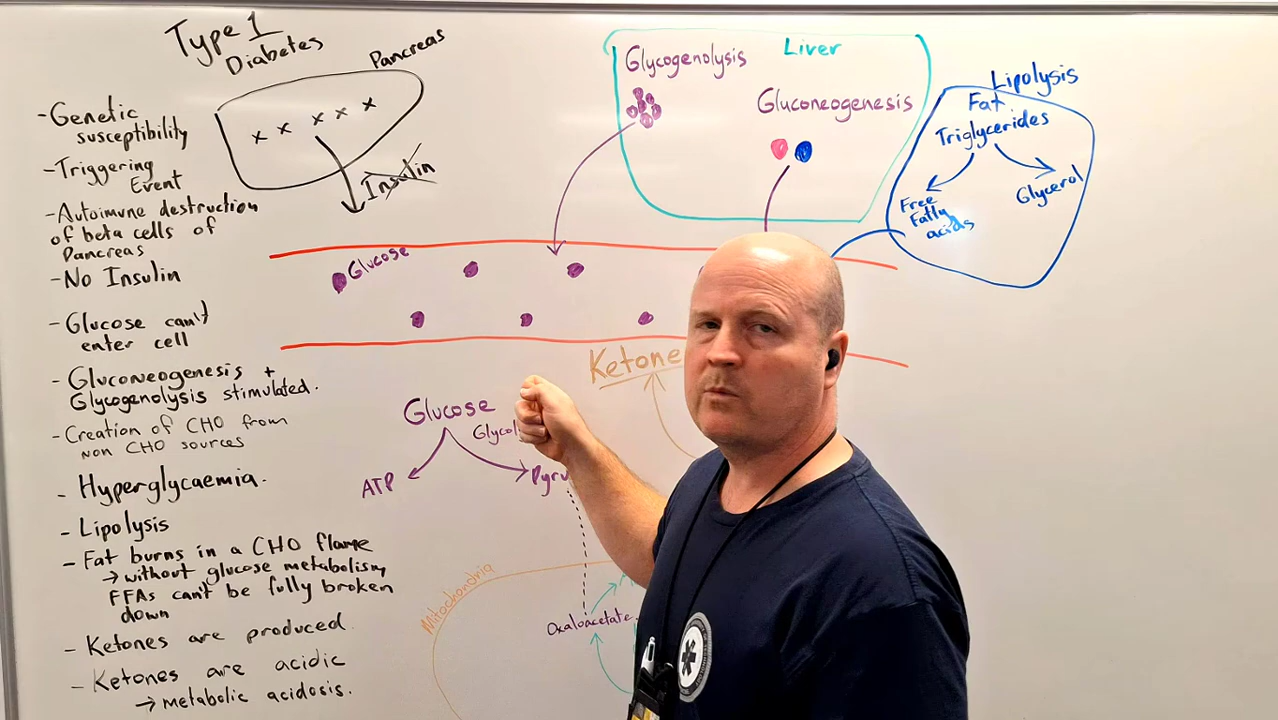 Type 1
Diabetes
Pancreas
Insulin
- Genetic
susceptibility
- Triggering
Event
- Autoimune destruction
of beta cells of
Pancreas
- No Insulin
- Glucose can't
enter cell
- Gluconeogenesis +
Glycogenolysis stimulated.
- Creation of CHO from
non CHO sources
- Hyperglycaemia.
- Lipolysis
- Fat burns in a CHO flame
→ without glucose metabolism
FFAs can't be fully broken
down
- Ketones are produced
- Ketones are acidic
→ metabolic acidosis.
Liver
Glycogenolysis
Gluconeogenesis
Lipolysis
Fat
Triglycerides
Free
Fatty
acids
Glycerol
Glucose
Ketone
Glucose
Glycol
ATP
Pyru
Mitochondria
Oxaloacetate